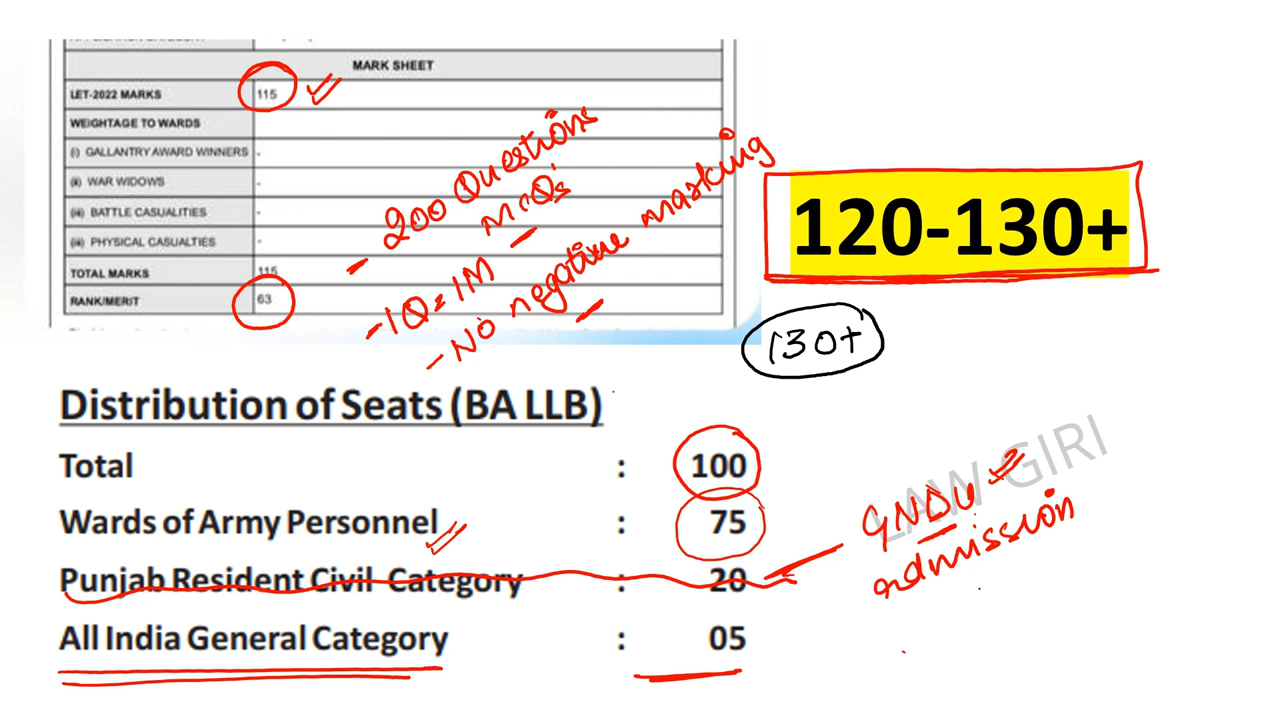 MARK SHEET
LET-2022 MARKS 115
WEIGHTAGE TO WARDS
(i) GALLANTRY AWARD WINNERS -
(ii) WAR WIDOWS -
(iii) BATTLE CASUALITIES -
(iii) PHYSICAL CASUALTIES -
TOTAL MARKS 115
RANK/MERIT 63
- 200 Questions
MCQs
- 1Q = 1M
- No negative marking
120-130+
130+
Distribution of Seats (BA LLB)
Total : 100
Wards of Army Personnel : 75
Punjab Resident Civil Category : 20
All India General Category : 05
GNDU
admission
LAW GIRI